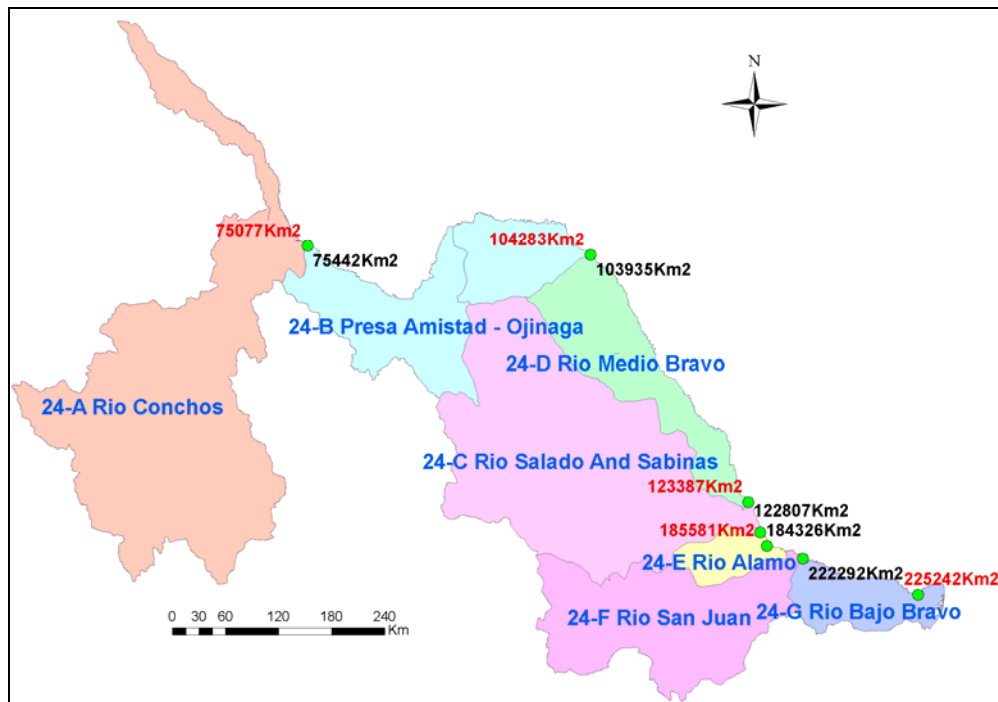 N
75077Km2
75442Km2
104283Km2
103935Km2
24-B Presa Amistad - Ojinaga
24-D Rio Medio Bravo
24-A Rio Conchos
24-C Rio Salado And Sabinas
123387Km2
122807Km2
185581Km2
184326Km2
24-E Rio Alamo
222292Km2
225242Km2
24-F Rio San Juan
24-G Rio Bajo Bravo
0 15 30 60 120 180 240
Km